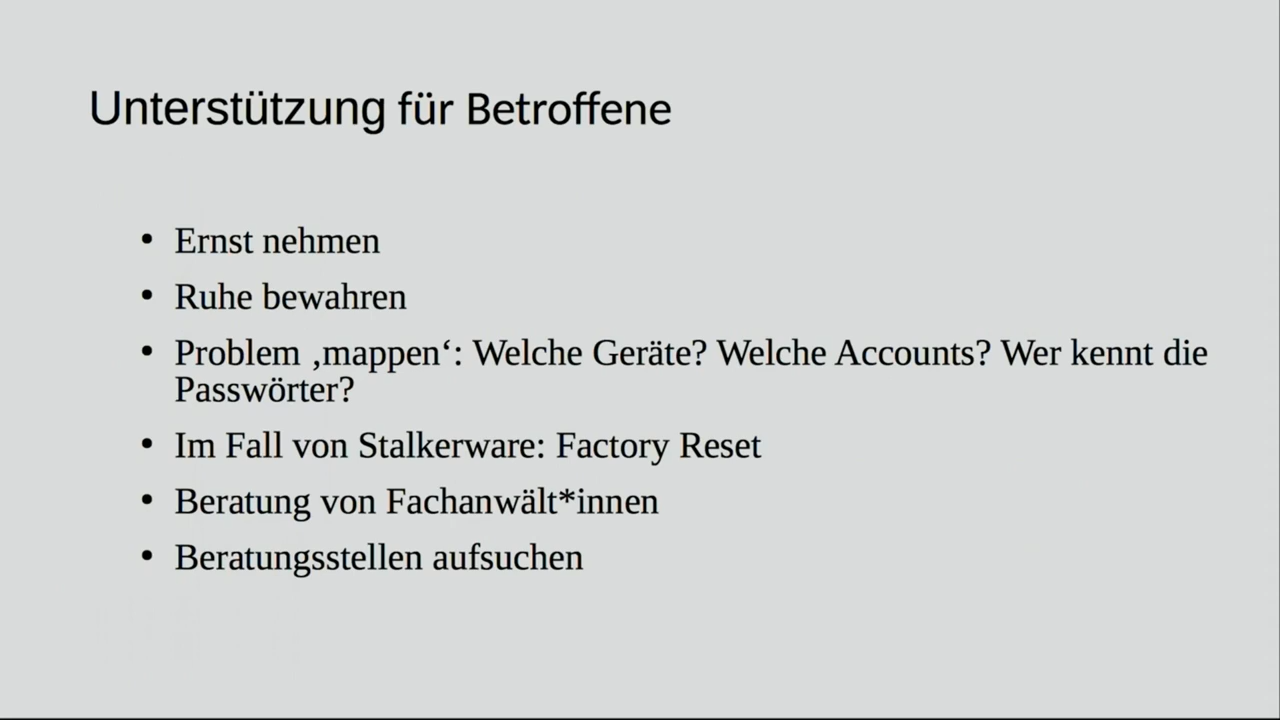 Unterstützung für Betroffene
• Ernst nehmen
• Ruhe bewahren
• Problem ‚mappen‘: Welche Geräte? Welche Accounts? Wer kennt die
Passwörter?
• Im Fall von Stalkerware: Factory Reset
• Beratung von Fachanwält*innen
• Beratungsstellen aufsuchen